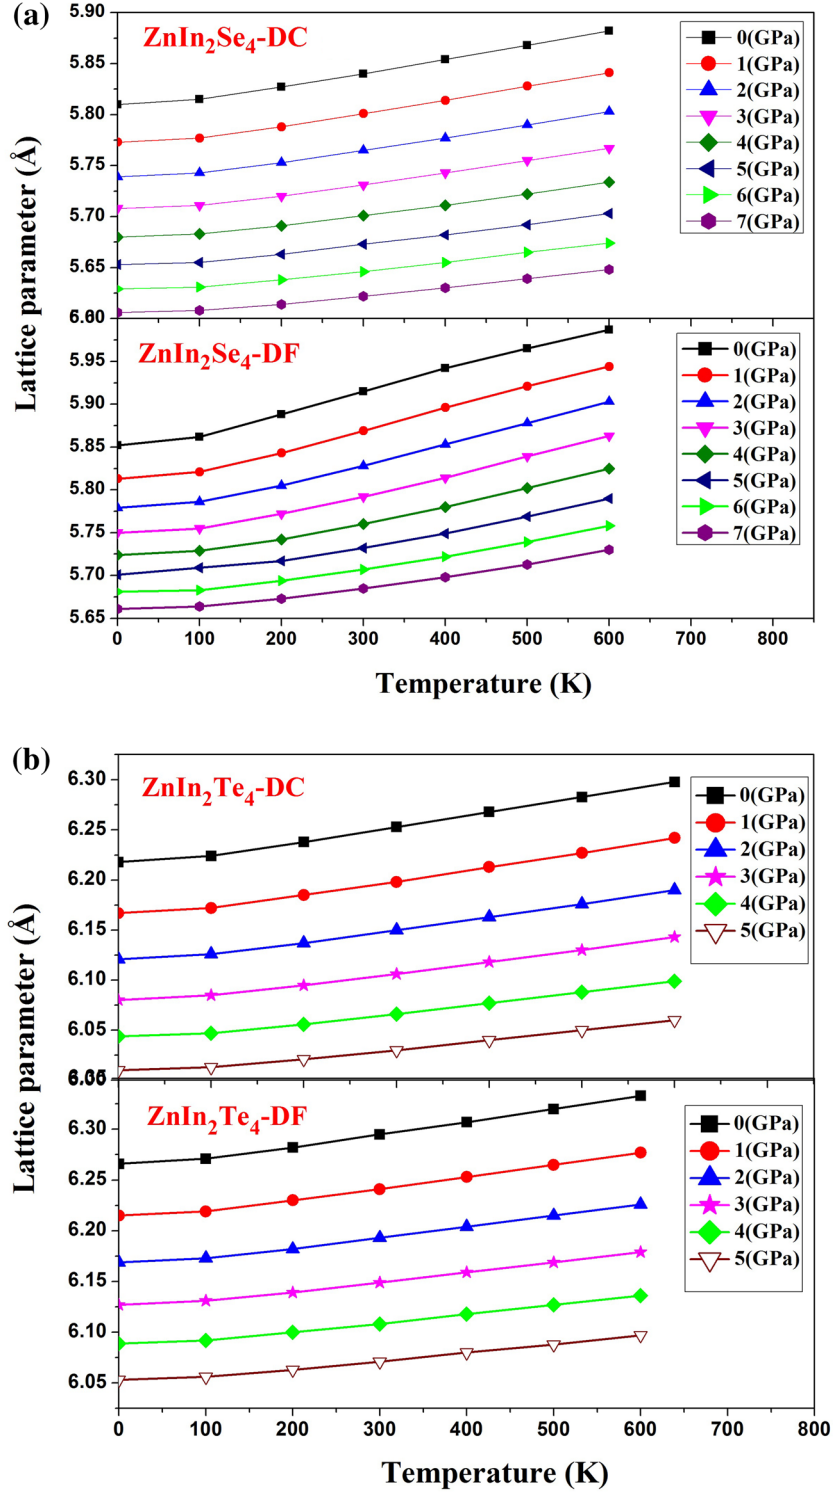 (a)
ZnIn₂Se₄-DC
5.90
5.85
5.80
5.75
5.70
5.65
6.00
0(GPa)
1(GPa)
2(GPa)
3(GPa)
4(GPa)
5(GPa)
6(GPa)
7(GPa)
Lattice parameter (Å)
ZnIn₂Se₄-DF
5.95
5.90
5.85
5.80
5.75
5.70
5.65
0(GPa)
1(GPa)
2(GPa)
3(GPa)
4(GPa)
5(GPa)
6(GPa)
7(GPa)
0 100 200 300 400 500 600 700 800
Temperature (K)
(b)
ZnIn₂Te₄-DC
6.30
6.25
6.20
6.15
6.10
6.05
0(GPa)
1(GPa)
2(GPa)
3(GPa)
4(GPa)
5(GPa)
Lattice parameter (Å)
ZnIn₂Te₄-DF
6.30
6.25
6.20
6.15
6.10
6.05
0(GPa)
1(GPa)
2(GPa)
3(GPa)
4(GPa)
5(GPa)
0 100 200 300 400 500 600 700 800
Temperature (K)